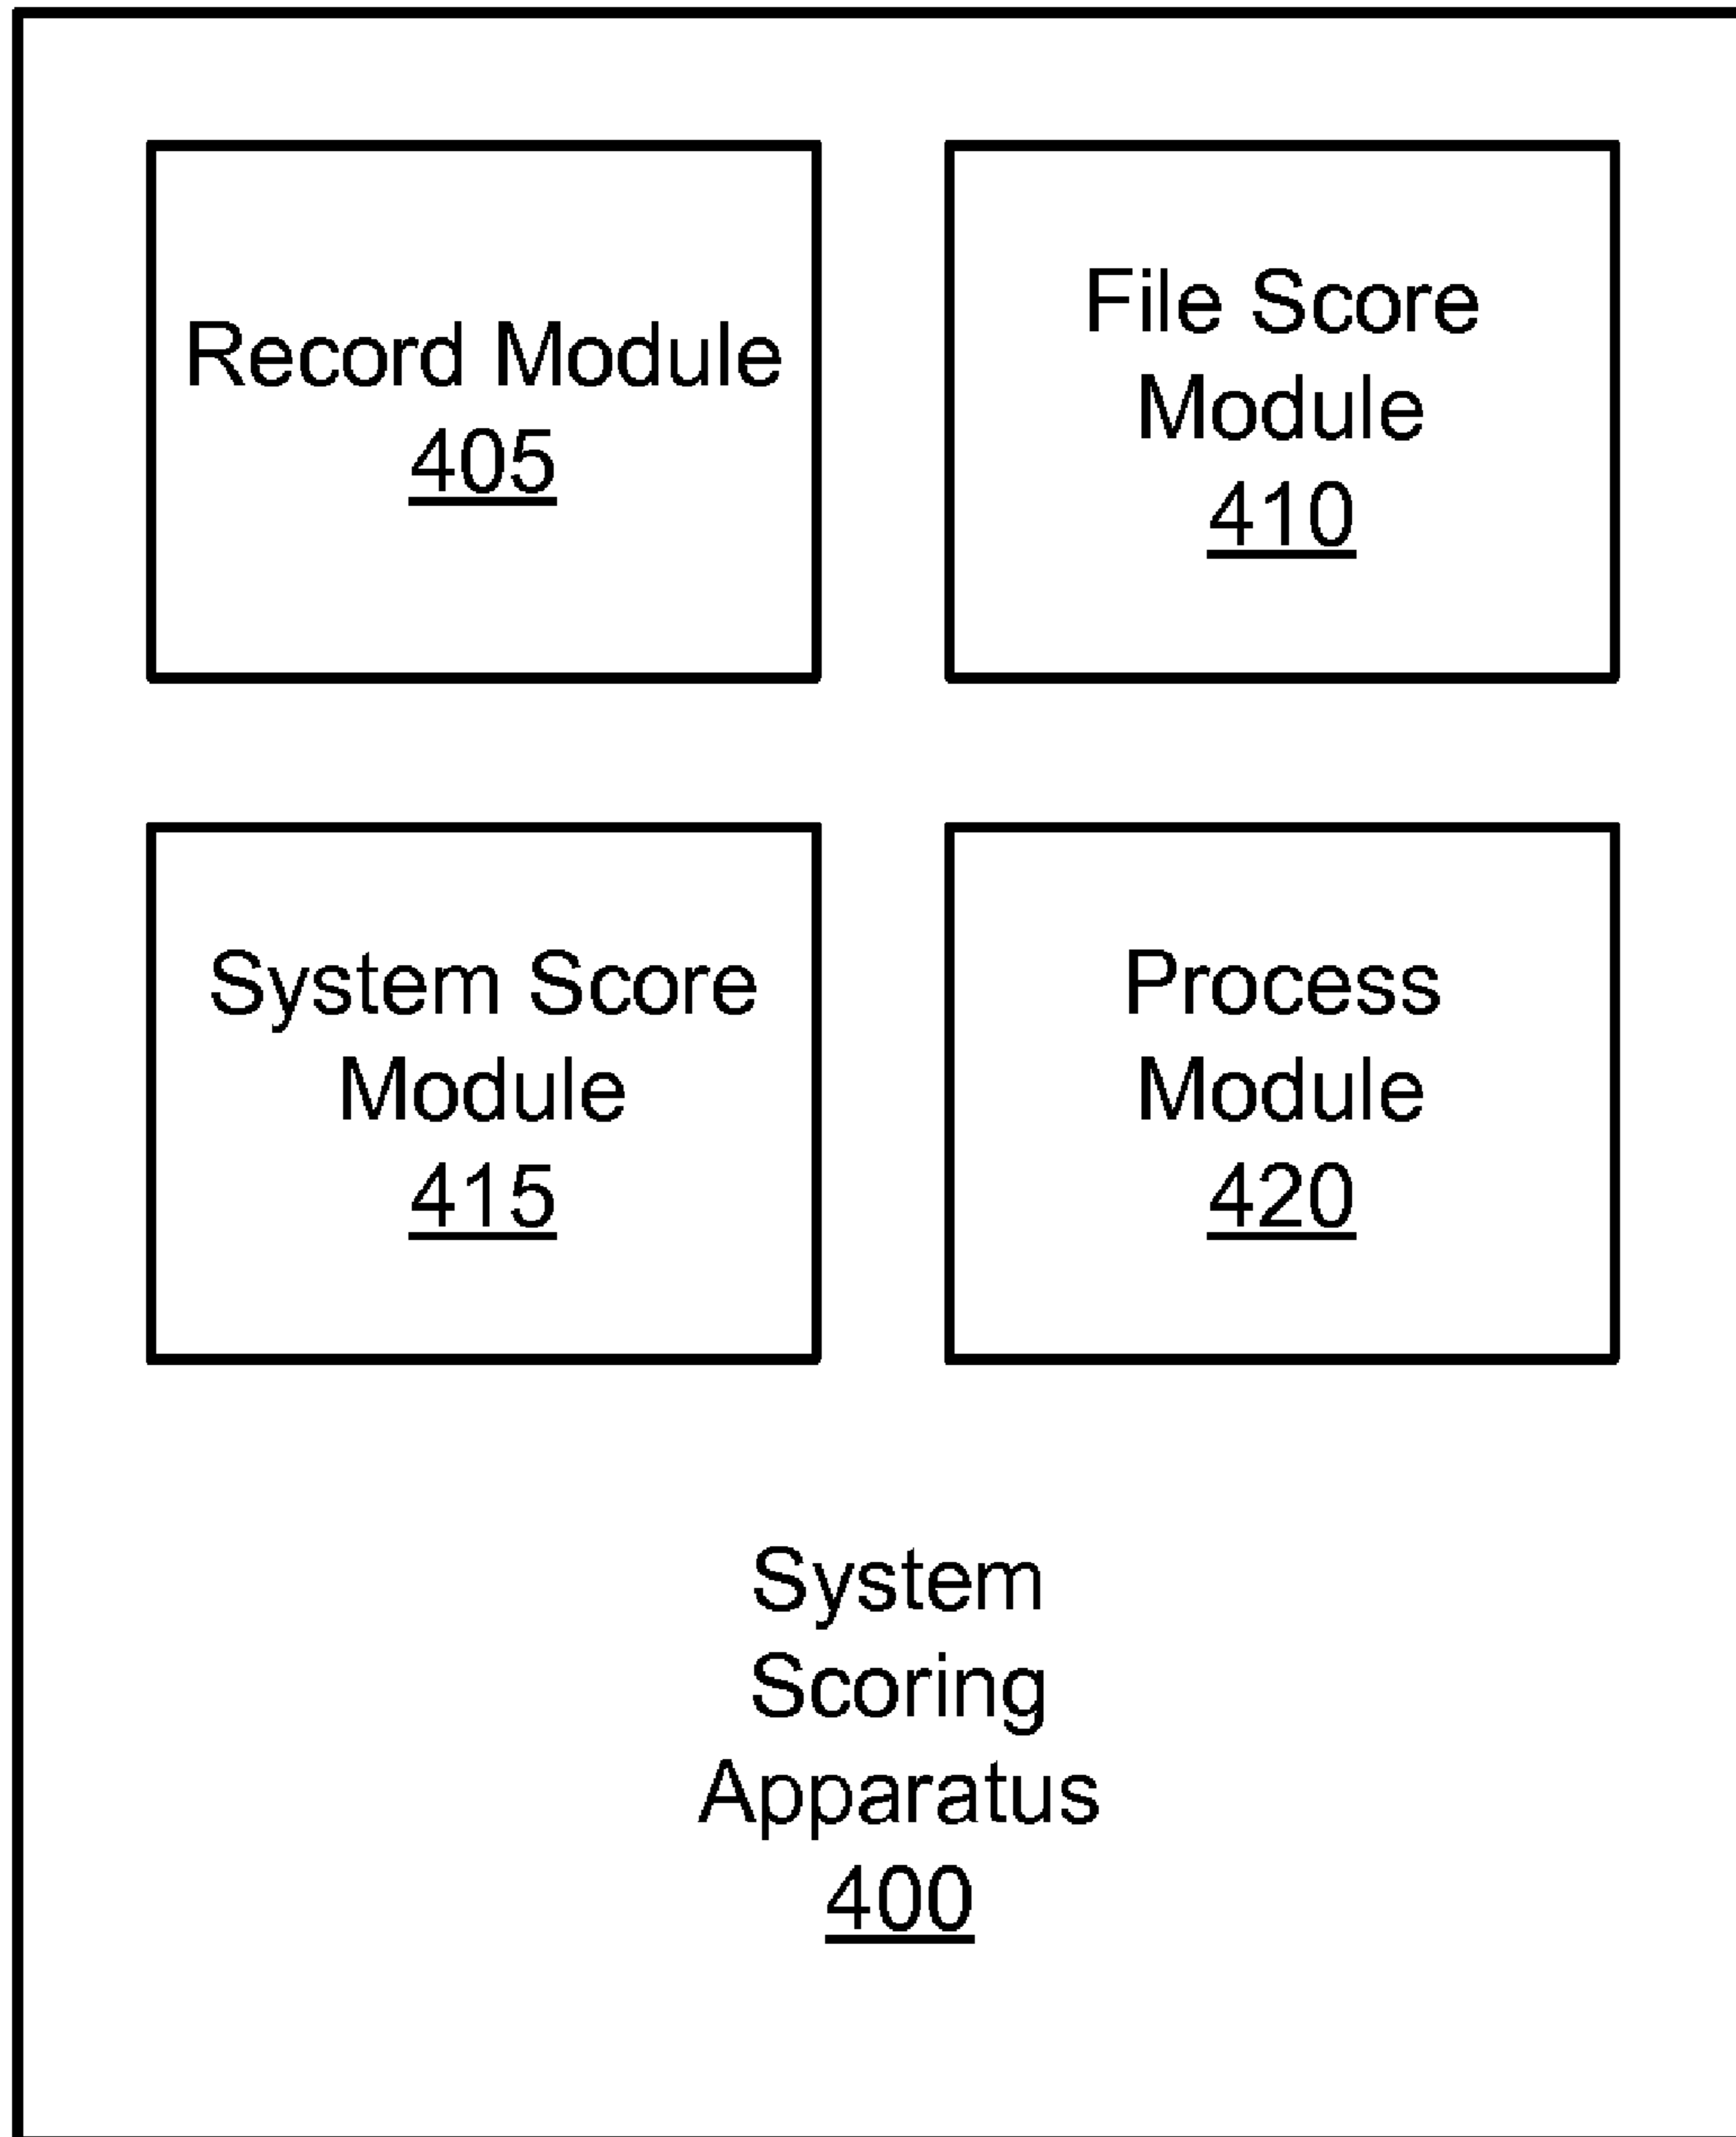 Record Module
405
File Score
Module
410
System Score
Module
415
Process
Module
420
System
Scoring
Apparatus
400